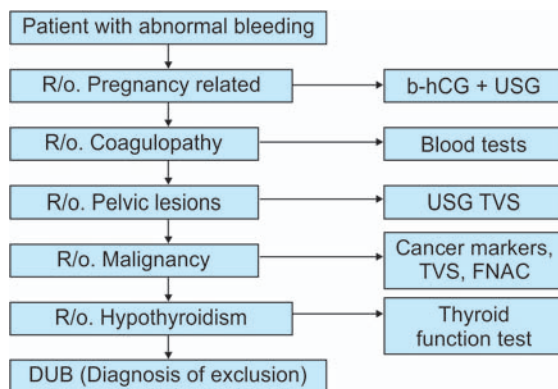 Patient with abnormal bleeding
R/o. Pregnancy related
b-hCG + USG
R/o. Coagulopathy
Blood tests
R/o. Pelvic lesions
USG TVS
R/o. Malignancy
Cancer markers,
TVS, FNAC
R/o. Hypothyroidism
Thyroid
function test
DUB (Diagnosis of exclusion)